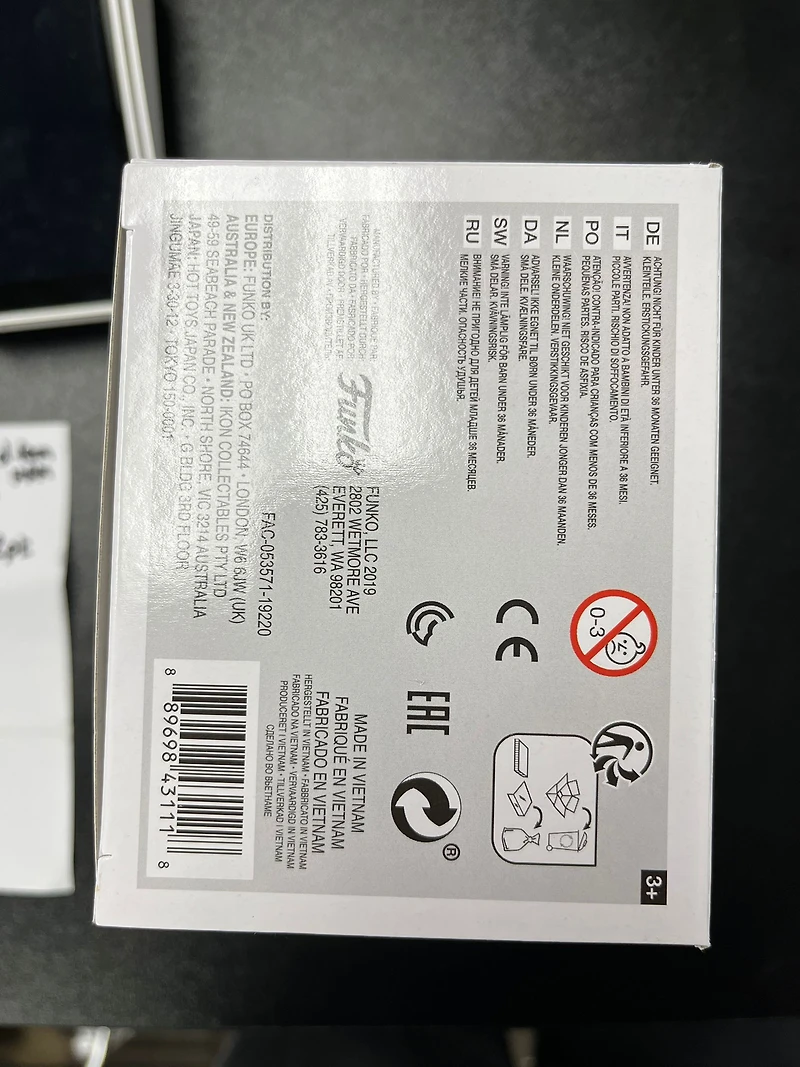 3+
DE ACHTUNG! NICHT FÜR KINDER UNTER 36 MONATEN GEEIGNET.
KLEINTEILE. ERSTICKUNGSGEFAHR.
IT AVVERTENZA! NON ADATTO A BAMBINI DI ETÀ INFERIORE A 36 MESI.
PICCOLE PARTI. RISCHIO DI SOFFOCAMENTO.
PO ATENÇÃO! CONTRA-INDICADO PARA CRIANÇAS COM MENOS DE 36 MESES.
PEQUENAS PARTES. RISCO DE ASFIXIA.
NL WAARSCHUWING! NIET GESCHIKT VOOR KINDEREN JONGER DAN 36 MAANDEN.
KLEINE ONDERDELEN. VERSTIKKINGSGEVAAR.
DA ADVARSEL! IKKE EGNET TIL BØRN UNDER 36 MÅNEDER.
SMÅ DELE. KVÆLNINGSFARE.
SW VARNING! INTE LÄMPLIG FÖR BARN UNDER 36 MÅNADER.
SMÅ DELAR. KVÄVNINGSRISK.
RU ВНИМАНИЕ! НЕ ПРИГОДНО ДЛЯ ДЕТЕЙ МЛАДШЕ 36 МЕСЯЦЕВ.
МЕЛКИЕ ЧАСТИ. ОПАСНОСТЬ УДУШЬЯ.
0-3
CE
EAC
®
Funko
FUNKO, LLC 2019
2802 WETMORE AVE
EVERETT, WA 98201
(425) 783-3616
MADE IN VIETNAM
FABRIQUÉ EN VIETNAM
FABRICADO EN VIETNAM
HERGESTELLT IN VIETNAM • FABBRICATO IN VIETNAM
FABRICADO NA VIETNAM • VERVAARDIGD IN VIETNAM
PRODUCERET I VIETNAM • TILLVERKAD I VIETNAM
СДЕЛАНО ВО ВЬЕТНАМЕ
FAC-053571-19220
DISTRIBUTION BY:
EUROPE: FUNKO UK LTD • PO BOX 74644 • LONDON, W6 6JW (UK)
AUSTRALIA & NEW ZEALAND: IKON COLLECTABLES PTY LTD
49-59 SEABEACH PARADE • NORTH SHORE, VIC 3214 AUSTRALIA
JAPAN: HOT TOYS JAPAN CO., INC. • G BLDG 3RD FLOOR
JINGUMAE 3-30-12 • TOKYO 150-0001
8 89698 43111 8